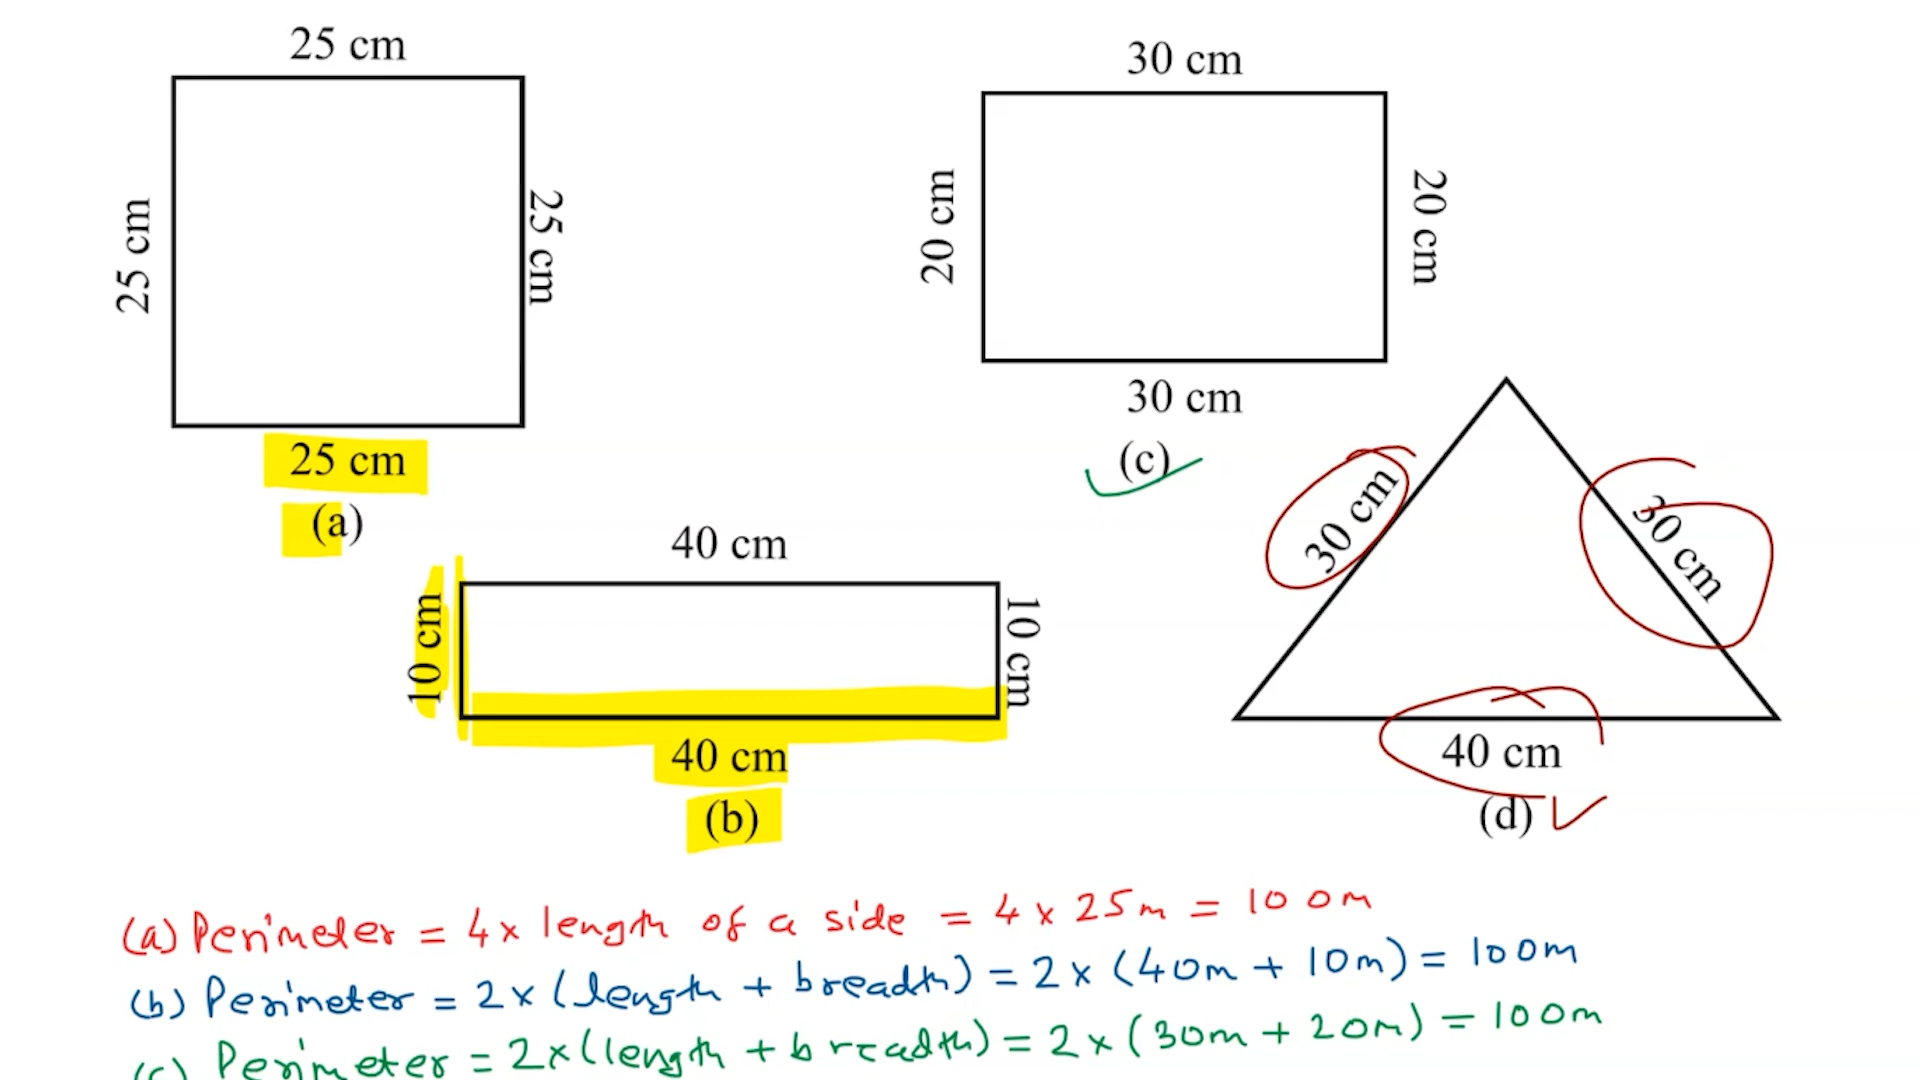 25 cm
25 cm
25 cm
25 cm
(a)
30 cm
20 cm
20 cm
30 cm
(c)
40 cm
10 cm
10 cm
40 cm
(b)
30 cm
30 cm
40 cm
(d)
(a) Perimeter = 4 x length of a side = 4 x 25m = 100m
(b) Perimeter = 2 x (length + breadth) = 2 x (40m + 10m) = 100m
(c) Perimeter = 2 x (length + breadth) = 2 x (30m + 20m) = 100m